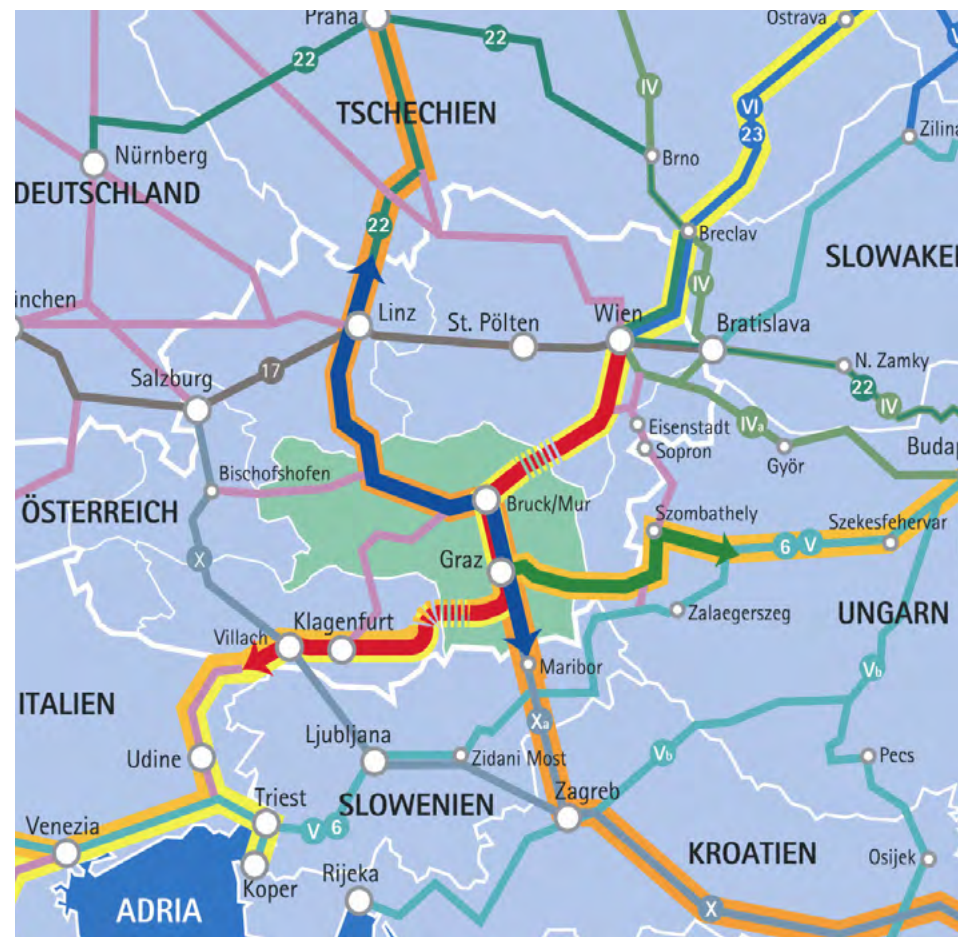 Praha
Ostrava
22
22
IV
VI
23
TSCHECHIEN
Nürnberg
Brno
Zilina
DEUTSCHLAND
22
Breclav
SLOWAKEI
IV
Linz
St. Pölten
Wien
Bratislava
17
Salzburg
N. Zamky
22
IV
IVa
Eisenstadt
Sopron
Györ
Bischofshofen
ÖSTERREICH
Bruck/Mur
Szombathely
Szekesfehervar
6 V
X
Graz
Zalaegerszeg
UNGARN
Klagenfurt
Villach
Maribor
Vb
ITALIEN
Xa
Ljubljana
Udine
Zidani Most
Vb
Pecs
Triest
SLOWENIEN
Zagreb
V 6
Venezia
KROATIEN
Osijek
Koper
Rijeka
ADRIA
X